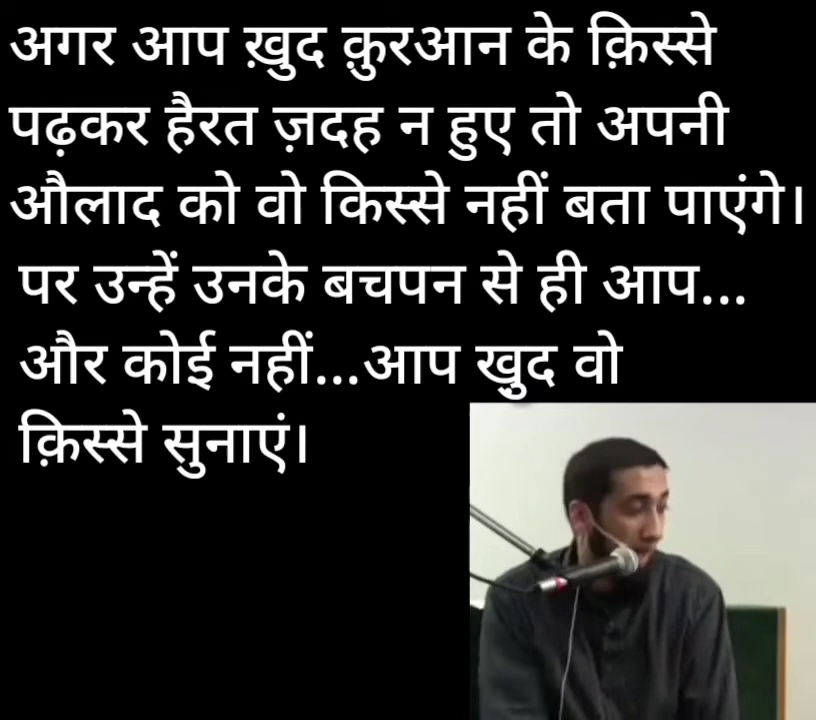 अगर आप ख़ुद क़ुरआन के क़िस्से
पढ़कर हैरत ज़दह न हुए तो अपनी
औलाद को वो किस्से नहीं बता पाएंगे।
पर उन्हें उनके बचपन से ही आप...
और कोई नहीं...आप खु़द वो
क़िस्से सुनाएं।